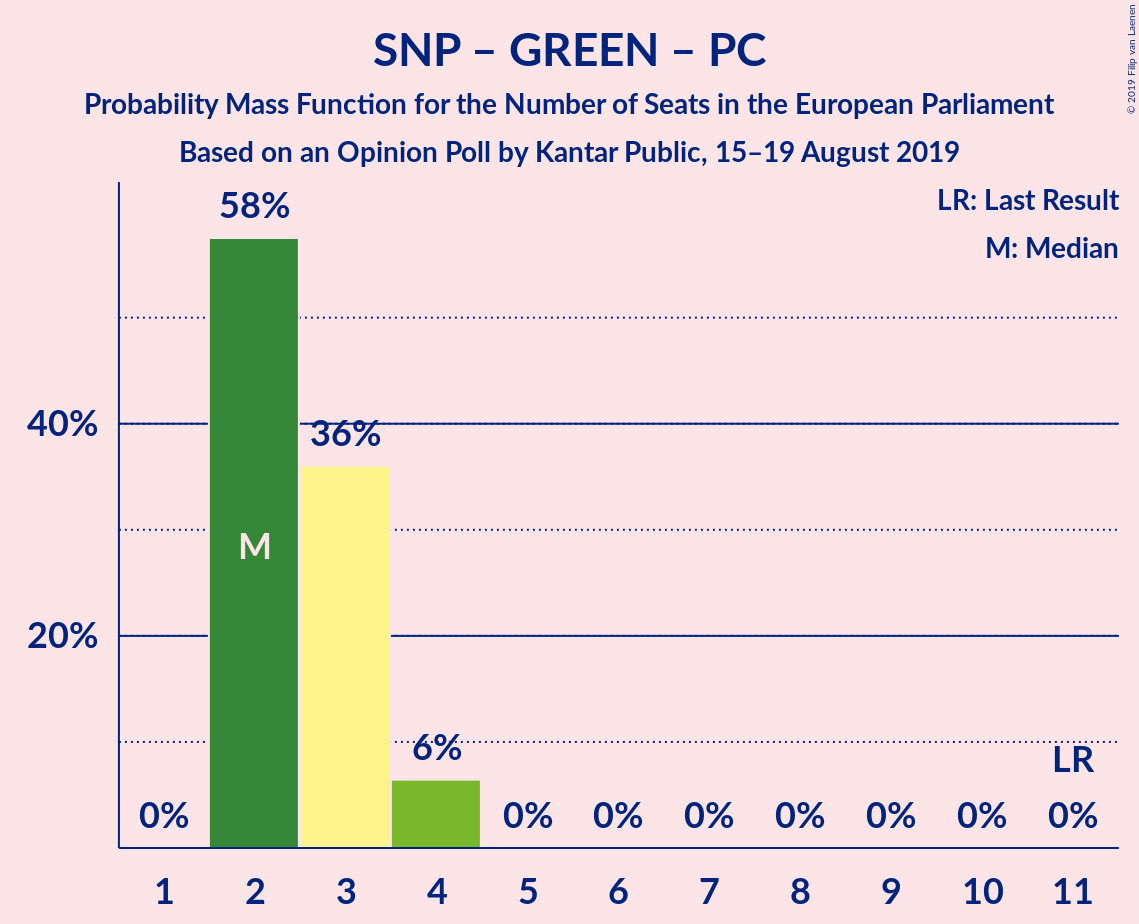 SNP – GREEN – PC
Probability Mass Function for the Number of Seats in the European Parliament
Based on an Opinion Poll by Kantar Public, 15–19 August 2019
© 2019 Filip van Laenen
LR: Last Result
M: Median
58%
40%
36%
M
20%
6%
LR
0% 0% 0% 0% 0% 0% 0% 0%
1 2 3 4 5 6 7 8 9 10 11